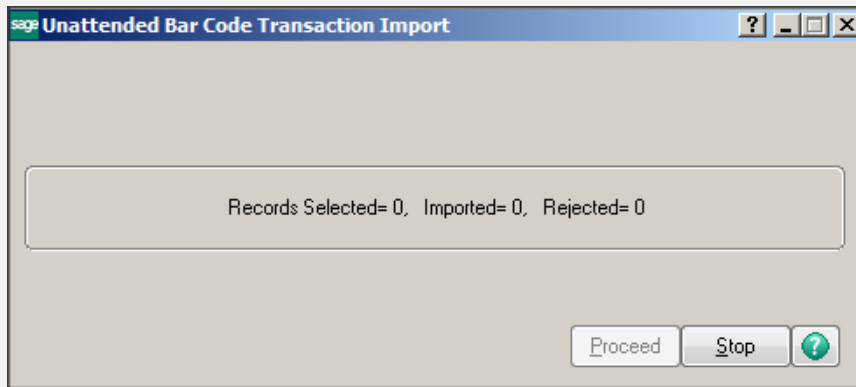 sage Unattended Bar Code Transaction Import ?
Records Selected= 0, Imported= 0, Rejected= 0
Proceed Stop ?